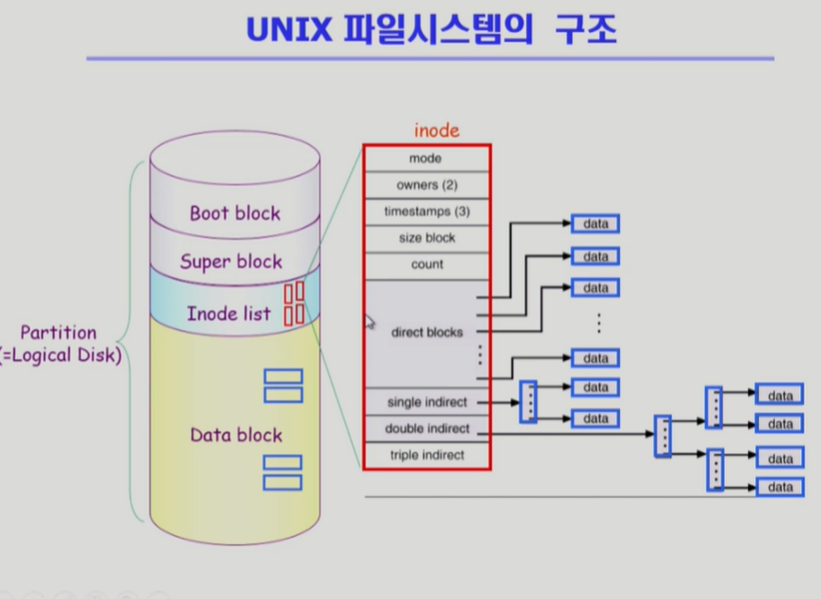 UNIX 파일시스템의 구조
Boot block
Super block
Inode list
Data block
Partition
(=Logical Disk)
inode
mode
owners (2)
timestamps (3)
size block
count
direct blocks
single indirect
double indirect
triple indirect
data
data
data
data
data
data
data
data
data
data